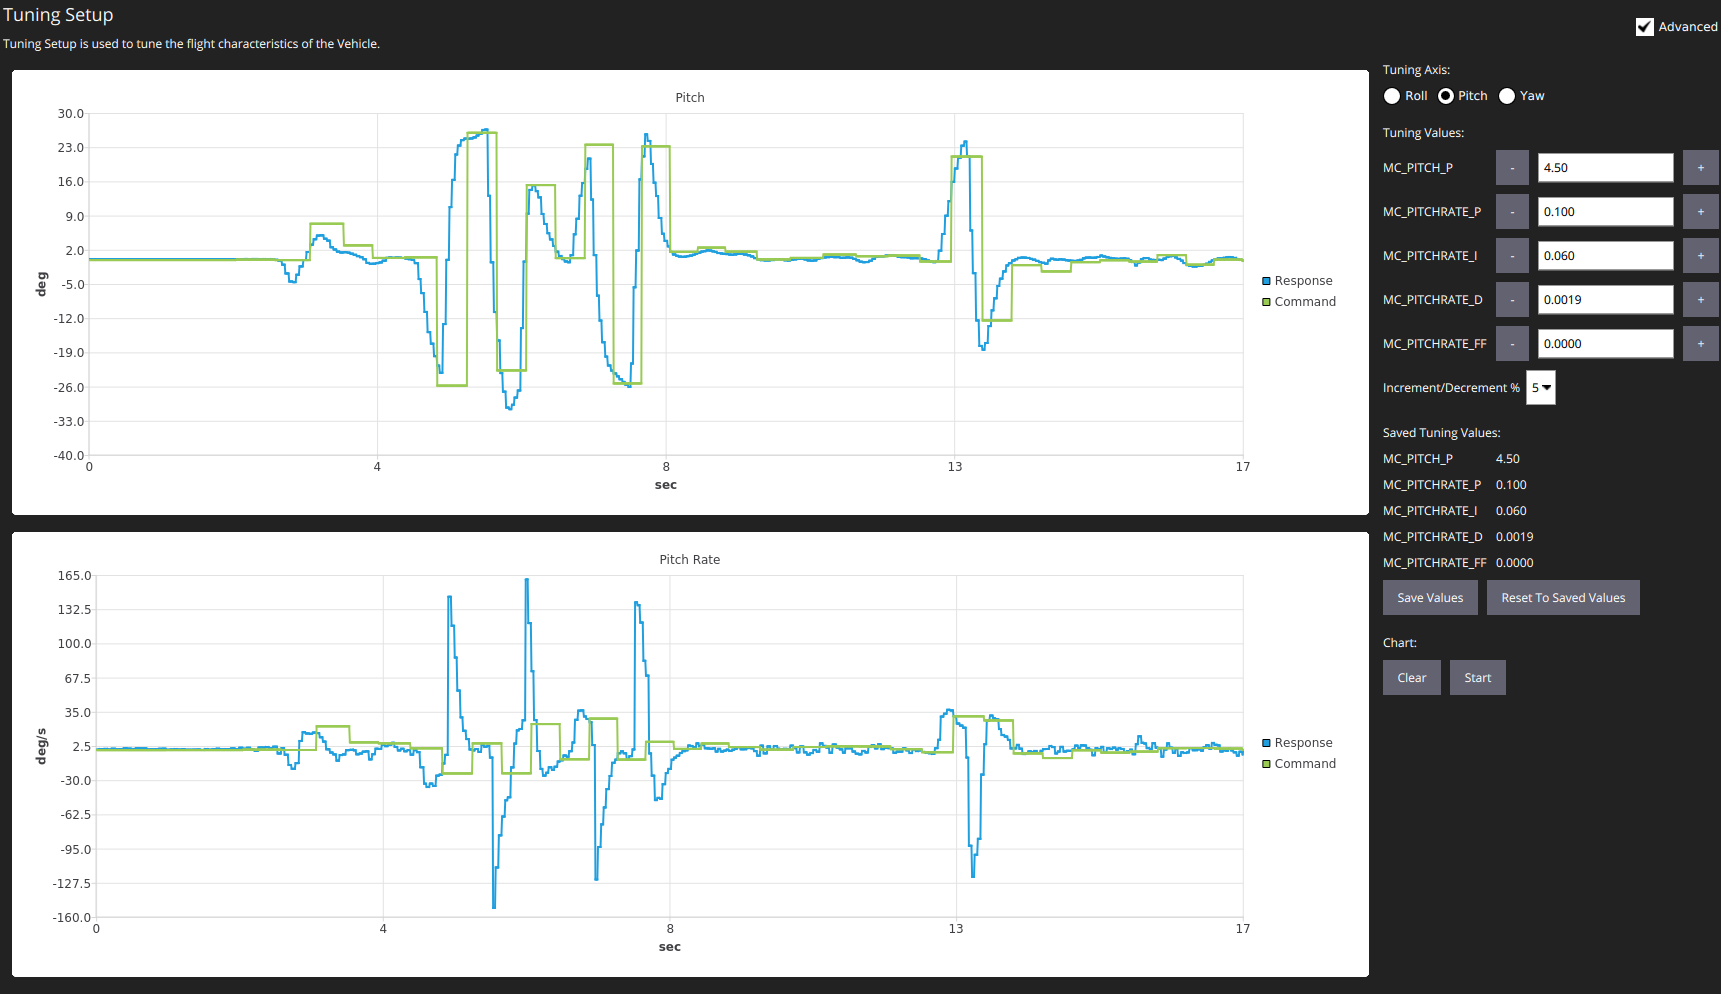 Tuning Setup
Tuning Setup is used to tune the flight characteristics of the Vehicle.
Advanced
Pitch
30.0
23.0
16.0
9.0
2.0
-5.0
-12.0
-19.0
-26.0
-33.0
-40.0
deg
0 4 8 13 17
sec
Response
Command
Pitch Rate
165.0
132.5
100.0
67.5
35.0
2.5
-30.0
-62.5
-95.0
-127.5
-160.0
deg/s
0 4 8 13 17
sec
Response
Command
Tuning Axis:
Roll Pitch Yaw
Tuning Values:
MC_PITCH_P - 4.50 +
MC_PITCHRATE_P - 0.100 +
MC_PITCHRATE_I - 0.060 +
MC_PITCHRATE_D - 0.0019 +
MC_PITCHRATE_FF - 0.0000 +
Increment/Decrement % 5
Saved Tuning Values:
MC_PITCH_P 4.50
MC_PITCHRATE_P 0.100
MC_PITCHRATE_I 0.060
MC_PITCHRATE_D 0.0019
MC_PITCHRATE_FF 0.0000
Save Values Reset To Saved Values
Chart:
Clear Start